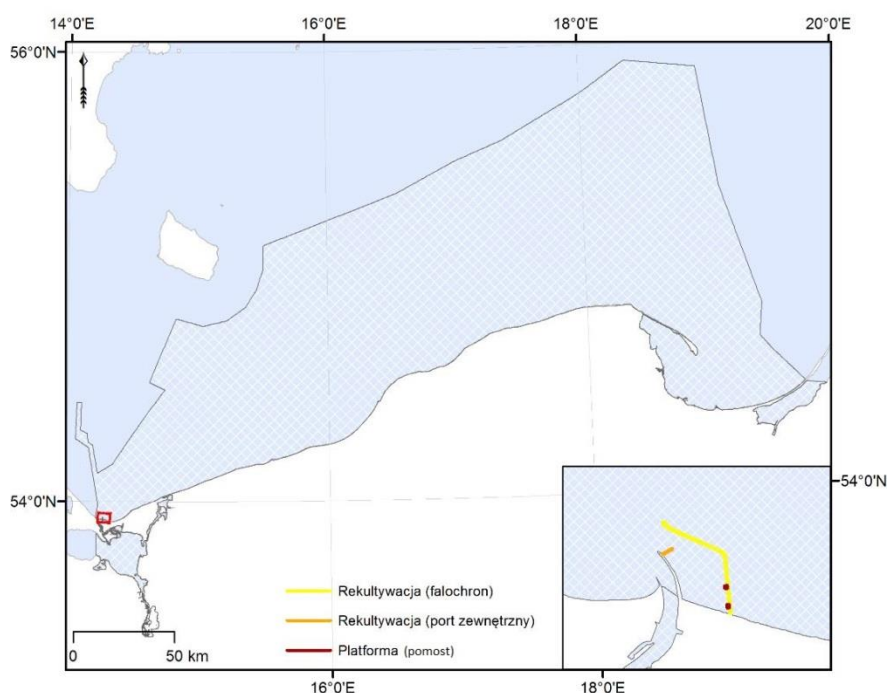 14°0'E 16°0'E 18°0'E 20°0'E
56°0'N
54°0'N
54°0'N
Rekultywacja (falochron)
Rekultywacja (port zewnętrzny)
Platforma (pomost)
0 50 km
16°0'E 18°0'E